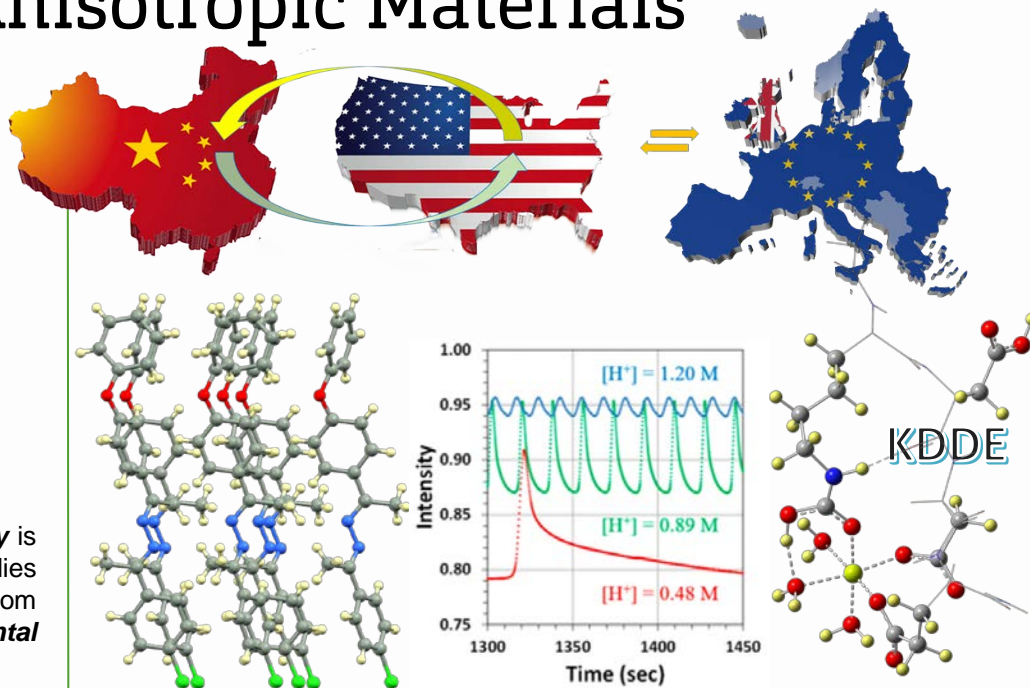 Anisotropic Materials
y is
lies
om
ntal
1.00
0.95
0.90
0.85
0.80
0.75
Intensity
[H⁺] = 1.20 M
[H⁺] = 0.89 M
[H⁺] = 0.48 M
1300
1350
1400
1450
Time (sec)
KDDE